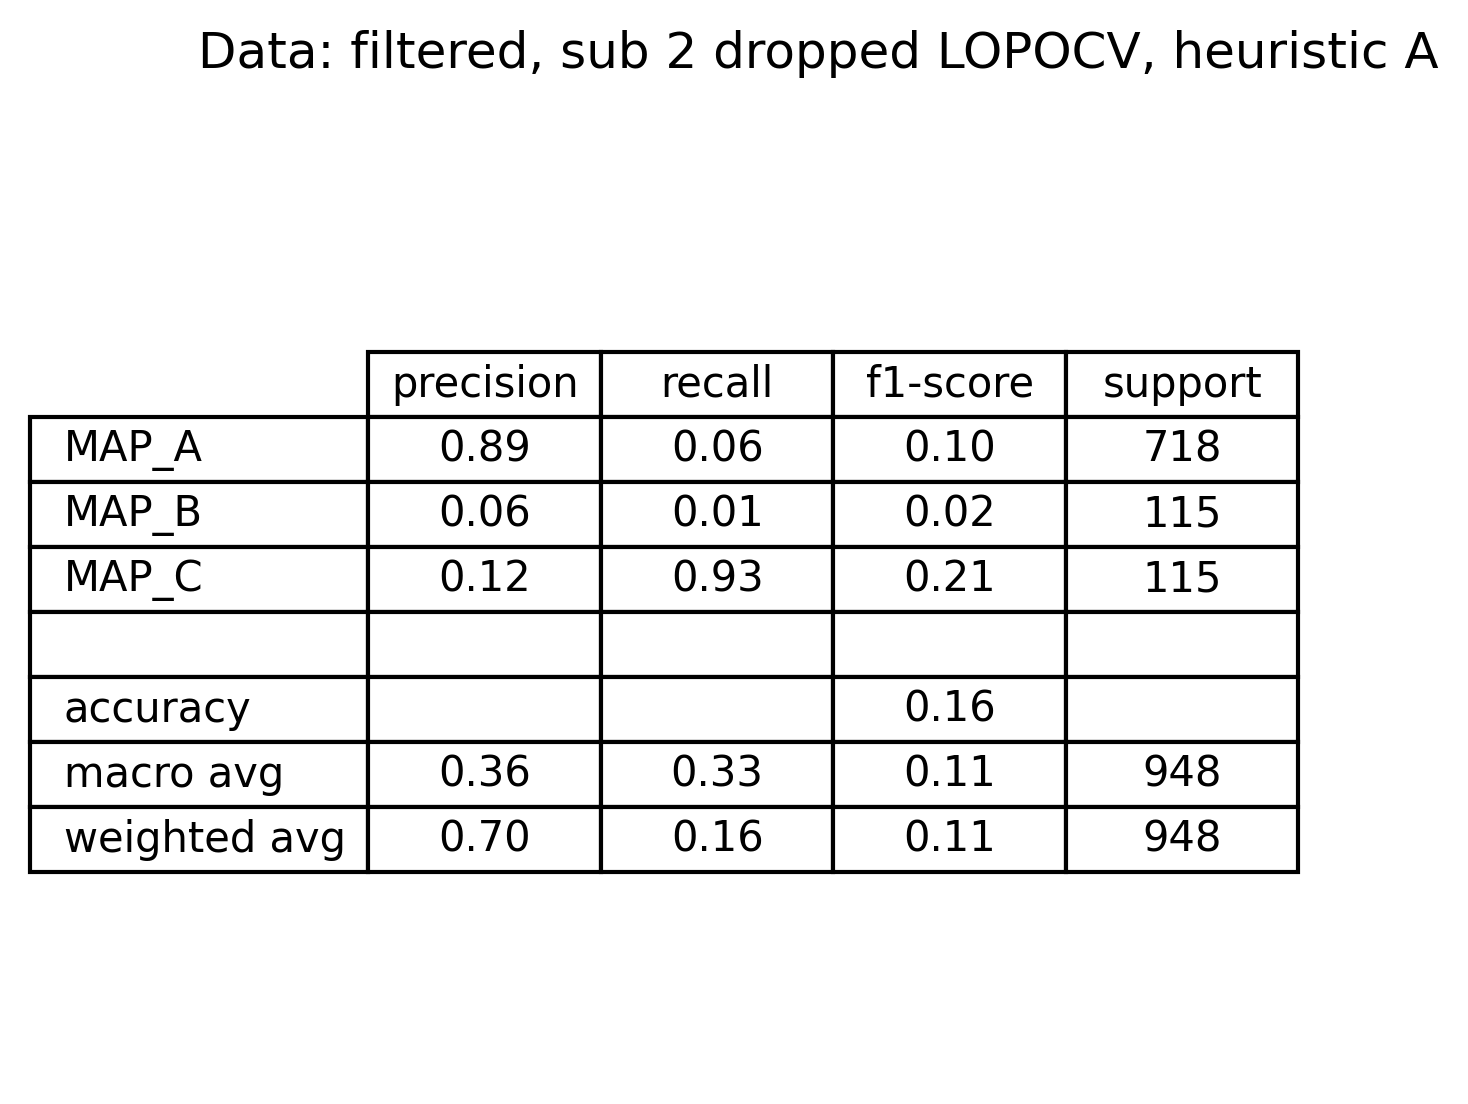 Data: filtered, sub 2 dropped LOPOCV, heuristic A
precision recall f1-score support
MAP_A 0.89 0.06 0.10 718
MAP_B 0.06 0.01 0.02 115
MAP_C 0.12 0.93 0.21 115
accuracy 0.16
macro avg 0.36 0.33 0.11 948
weighted avg 0.70 0.16 0.11 948